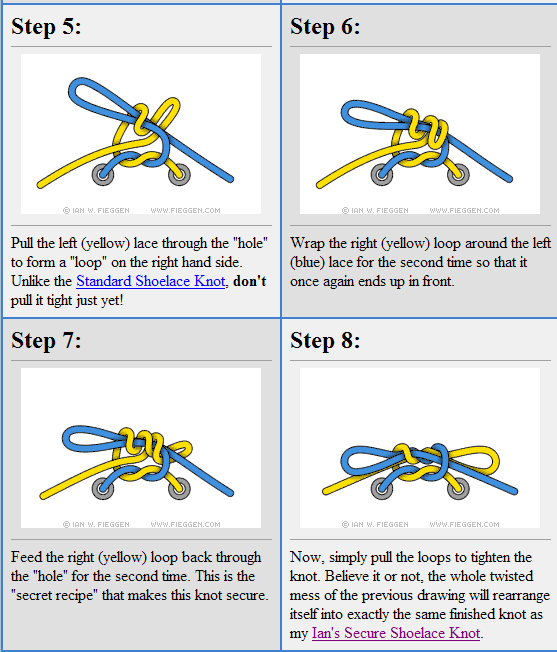 Step 5:
© IAN W. FIEGGEN WWW.FIEGGEN.COM
Pull the left (yellow) lace through the "hole"
to form a "loop" on the right hand side.
Unlike the Standard Shoelace Knot, don't
pull it tight just yet!
Step 6:
© IAN W. FIEGGEN WWW.FIEGGEN.COM
Wrap the right (yellow) loop around the left
(blue) lace for the second time so that it
once again ends up in front.
Step 7:
© IAN W. FIEGGEN WWW.FIEGGEN.COM
Feed the right (yellow) loop back through
the "hole" for the second time. This is the
"secret recipe" that makes this knot secure.
Step 8:
© IAN W. FIEGGEN WWW.FIEGGEN.COM
Now, simply pull the loops to tighten the
knot. Believe it or not, the whole twisted
mess of the previous drawing will rearrange
itself into exactly the same finished knot as
my Ian's Secure Shoelace Knot.